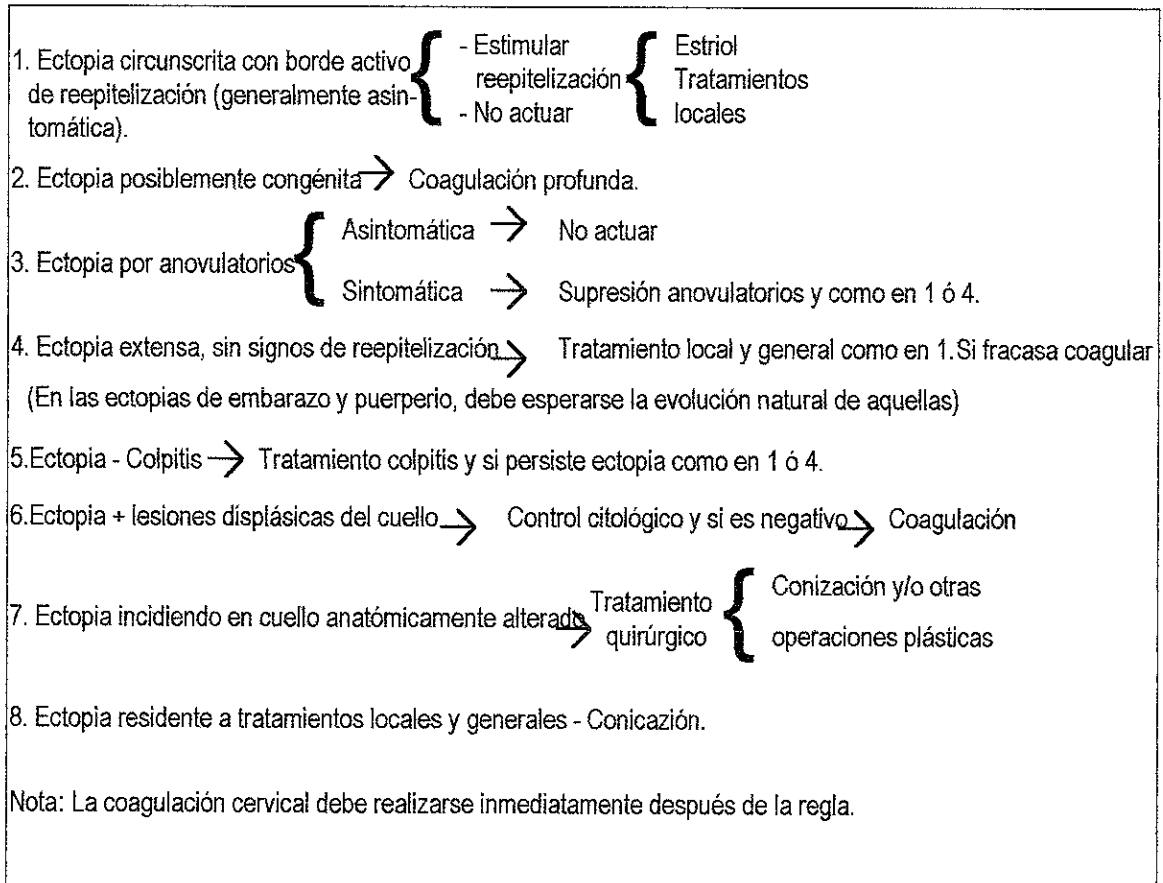 1. Ectopia circunscrita con borde activo
de reepitelización (generalmente asin-
tomática).
- Estimular
reepitelización
- No actuar
Estriol
Tratamientos
locales
2. Ectopia posiblemente congénita → Coagulación profunda.
3. Ectopia por anovulatorios
Asintomática → No actuar
Sintomática → Supresión anovulatorios y como en 1 ó 4.
4. Ectopia extensa, sin signos de reepitelización → Tratamiento local y general como en 1.Si fracasa coagular
(En las ectopias de embarazo y puerperio, debe esperarse la evolución natural de aquellas)
5.Ectopia - Colpitis → Tratamiento colpitis y si persiste ectopia como en 1 ó 4.
6.Ectopia + lesiones displásicas del cuello → Control citológico y si es negativo → Coagulación
7. Ectopia incidiendo en cuello anatómicamente alterado → Tratamiento
quirúrgico
Conización y/o otras
operaciones plásticas
8. Ectopia residente a tratamientos locales y generales - Conicazión.
Nota: La coagulación cervical debe realizarse inmediatamente después de la regla.